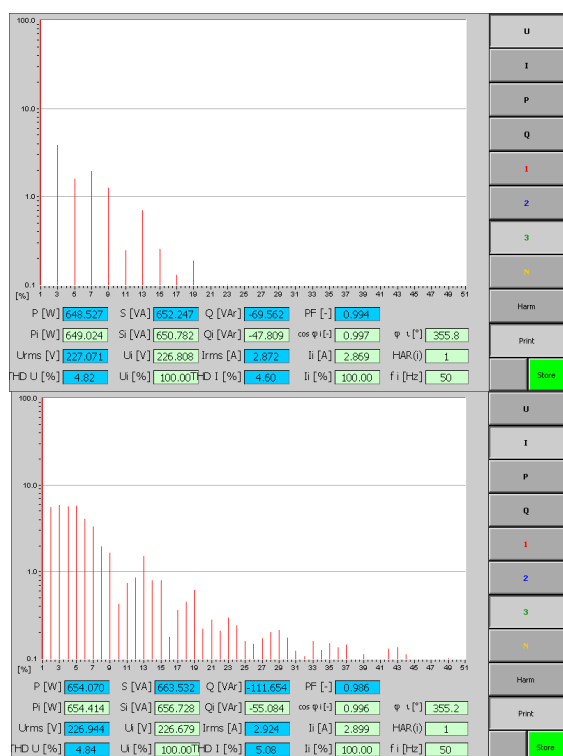 100.0
10.0
1.0
0.1
[%]
1 3 5 7 9 11 13 15 17 19 21 23 25 27 29 31 33 35 37 39 41 43 45 47 49 51
P [W] 648.527 S [VA] 652.247 Q [VAr] -69.562 PF [-] 0.994
Pi [W] 649.024 Si [VA] 650.782 Qi [VAr] -47.809 cos φ i [-] 0.997 φ ι [°] 355.8
Urms [V] 227.071 Ui [V] 226.808 Irms [A] 2.872 Ii [A] 2.869 HAR(i) 1
THD U [%] 4.82 Ui [%] 100.00 THD I [%] 4.60 Ii [%] 100.00 f i [Hz] 50
U
I
P
Q
1
2
3
N
Harm
Print
Store
100.0
10.0
1.0
0.1
[%]
1 3 5 7 9 11 13 15 17 19 21 23 25 27 29 31 33 35 37 39 41 43 45 47 49 51
P [W] 654.070 S [VA] 663.532 Q [VAr] -111.654 PF [-] 0.986
Pi [W] 654.414 Si [VA] 656.728 Qi [VAr] -55.084 cos φ i [-] 0.996 φ ι [°] 355.2
Urms [V] 226.944 Ui [V] 226.679 Irms [A] 2.924 Ii [A] 2.899 HAR(i) 1
THD U [%] 4.84 Ui [%] 100.00 THD I [%] 5.08 Ii [%] 100.00 f i [Hz] 50
U
I
P
Q
1
2
3
N
Harm
Print
Store